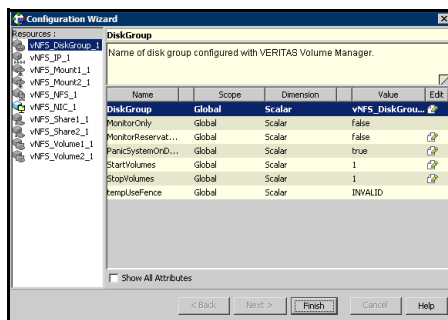 Configuration Wizard
Resources :
vNFS_DiskGroup_1
vNFS_IP_1
vNFS_Mount1_1
vNFS_Mount2_1
vNFS_NFS_1
vNFS_NIC_1
vNFS_Share1_1
vNFS_Share2_1
vNFS_Volume1_1
vNFS_Volume2_1
DiskGroup
Name of disk group configured with VERITAS Volume Manager.
Name Scope Dimension Value Edit
DiskGroup Global Scalar vNFS_DiskGrou...
MonitorOnly Global Scalar false
MonitorReservat... Global Scalar false
PanicSystemOnD... Global Scalar true
StartVolumes Global Scalar 1
StopVolumes Global Scalar 1
tempUseFence Global Scalar INVALID
Show All Attributes
< Back Next > Finish Cancel Help